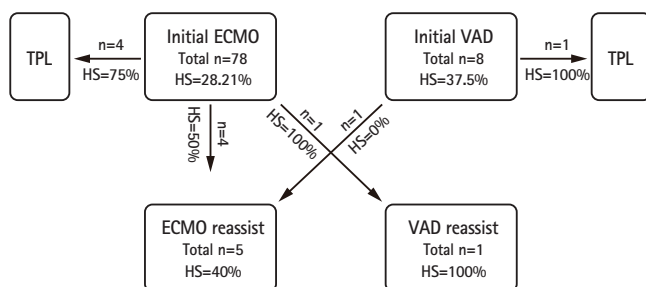 Initial ECMO
Total n=78
HS=28.21%
Initial VAD
Total n=8
HS=37.5%
TPL
n=4
HS=75%
n=1
HS=100%
TPL
HS=50%
n=4
n=1
HS=100%
n=1
HS=0%
ECMO reassist
Total n=5
HS=40%
VAD reassist
Total n=1
HS=100%